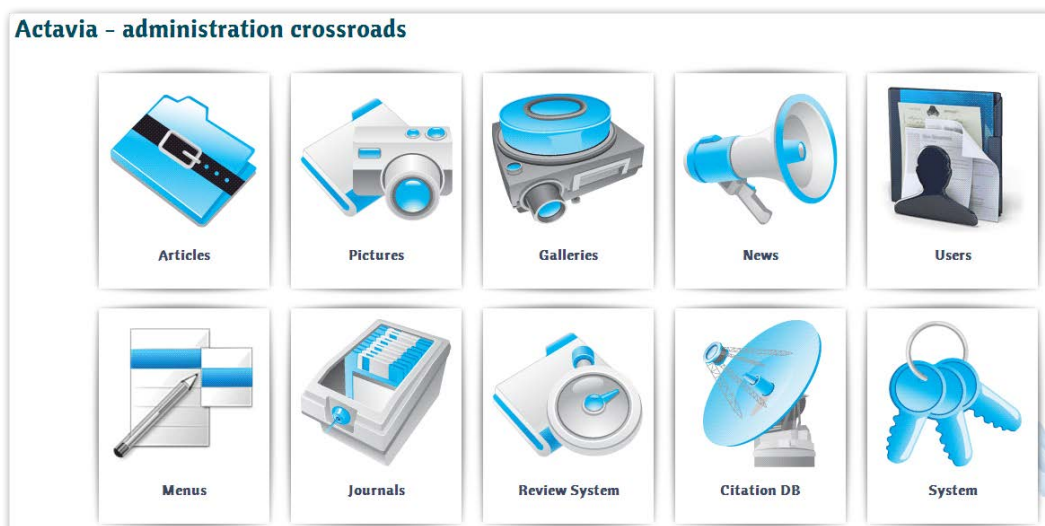 Actavia - administration crossroads
Articles
Pictures
Galleries
News
Users
Menus
Journals
Review System
Citation DB
System